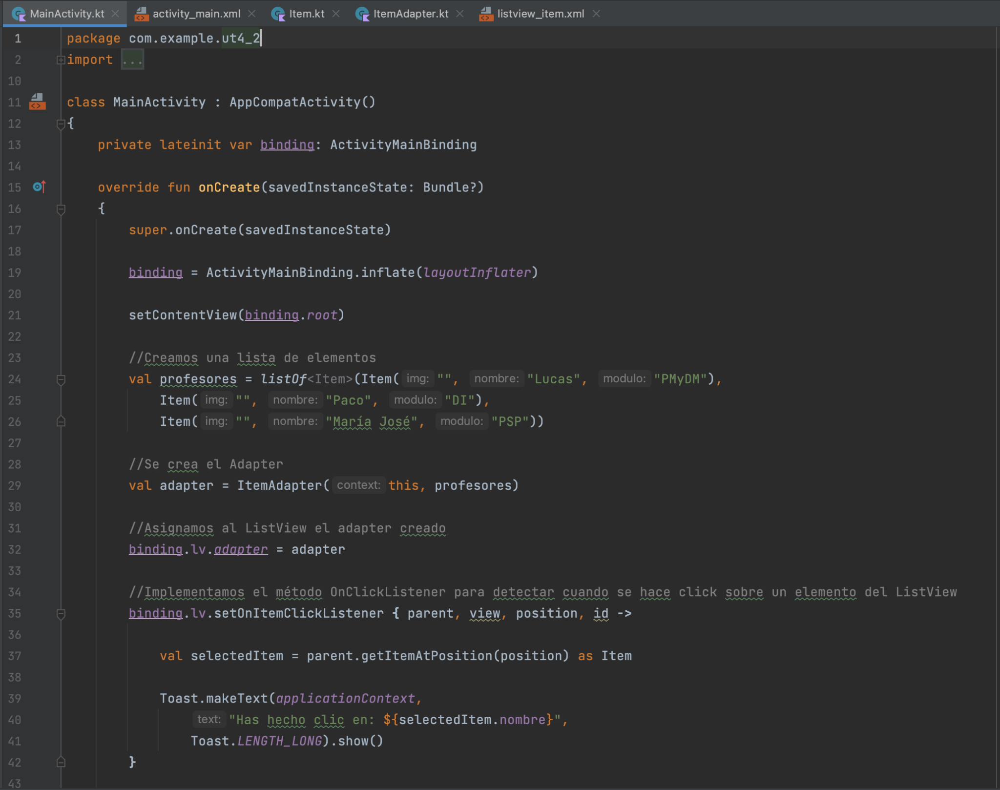 MainActivity.kt activity_main.xml Item.kt ItemAdapter.kt listview_item.xml
1 package com.example.ut4_2
2 import ...
10
11 class MainActivity : AppCompatActivity()
12 {
13     private lateinit var binding: ActivityMainBinding
14
15     override fun onCreate(savedInstanceState: Bundle?)
16     {
17         super.onCreate(savedInstanceState)
18
19         binding = ActivityMainBinding.inflate(layoutInflater)
20
21         setContentView(binding.root)
22
23         //Creamos una lista de elementos
24         val profesores = listOf<Item>(Item( img: "", nombre: "Lucas", modulo: "PMyDM"),
25             Item( img: "", nombre: "Paco", modulo: "DI"),
26             Item( img: "", nombre: "María José", modulo: "PSP"))
27
28         //Se crea el Adapter
29         val adapter = ItemAdapter( context: this, profesores)
30
31         //Asignamos al ListView el adapter creado
32         binding.lv.adapter = adapter
33
34         //Implementamos el método OnClickListener para detectar cuando se hace click sobre un elemento del ListView
35         binding.lv.setOnItemClickListener { parent, view, position, id ->
36
37             val selectedItem = parent.getItemAtPosition(position) as Item
38
39             Toast.makeText(applicationContext,
40                 text: "Has hecho clic en: ${selectedItem.nombre}",
41                 Toast.LENGTH_LONG).show()
42         }
43